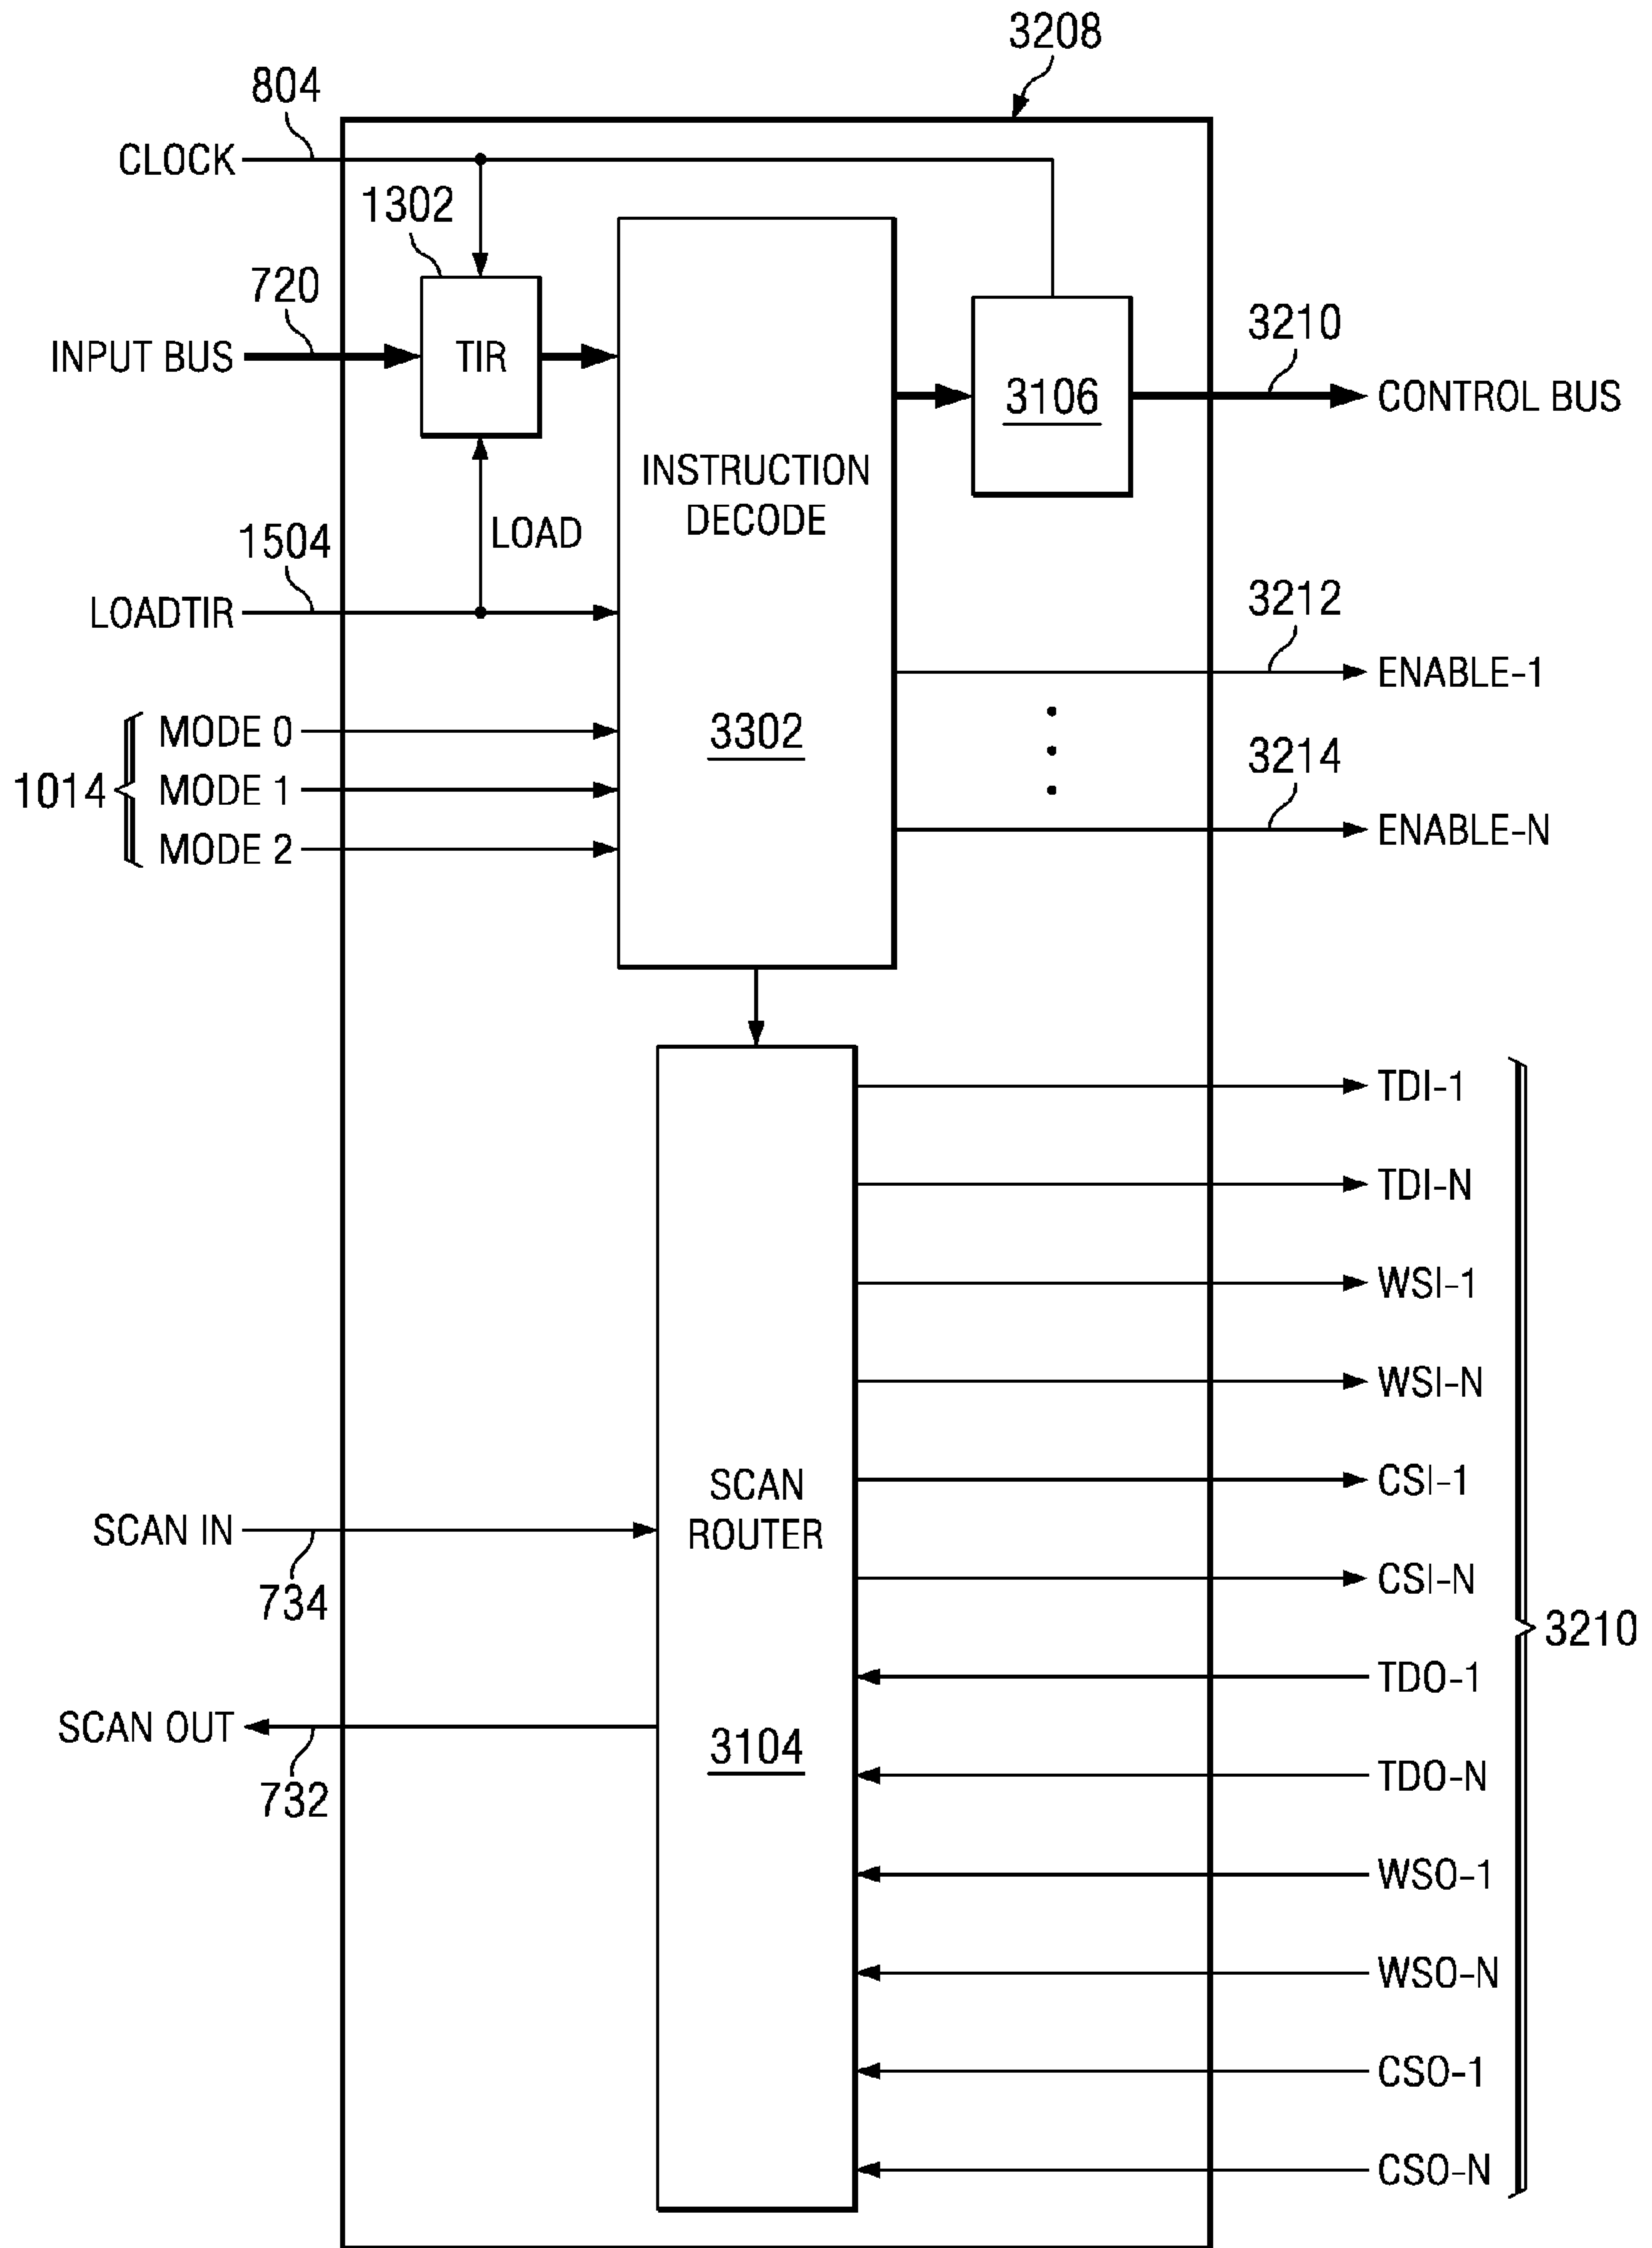 3208
804
CLOCK
1302
720
INPUT BUS
TIR
3210
3106
CONTROL BUS
INSTRUCTION
DECODE
LOAD
1504
LOADTIR
3212
ENABLE-1
3302
1014
MODE 0
MODE 1
MODE 2
3214
ENABLE-N
TDI-1
TDI-N
WSI-1
WSI-N
CSI-1
SCAN
ROUTER
SCAN IN
734
CSI-N
3210
TDO-1
SCAN OUT
732
3104
TDO-N
WSO-1
WSO-N
CSO-1
CSO-N